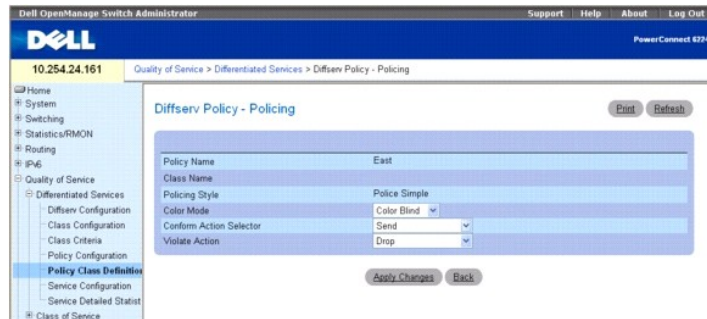 Dell OpenManage Switch Administrator
Support Help About Log Out
DELL
PowerConnect 6224
10.254.24.161
Quality of Service > Differentiated Services > Diffserv Policy - Policing
Home
System
Switching
Statistics/RMON
Routing
IPv6
Quality of Service
Differentiated Services
Diffserv Configuration
Class Configuration
Class Criteria
Policy Configuration
Policy Class Definition
Service Configuration
Service Detailed Statist
Class of Service
Diffserv Policy - Policing
Print Refresh
Policy Name East
Class Name
Policing Style Police Simple
Color Mode Color Blind
Conform Action Selector Send
Violate Action Drop
Apply Changes Back